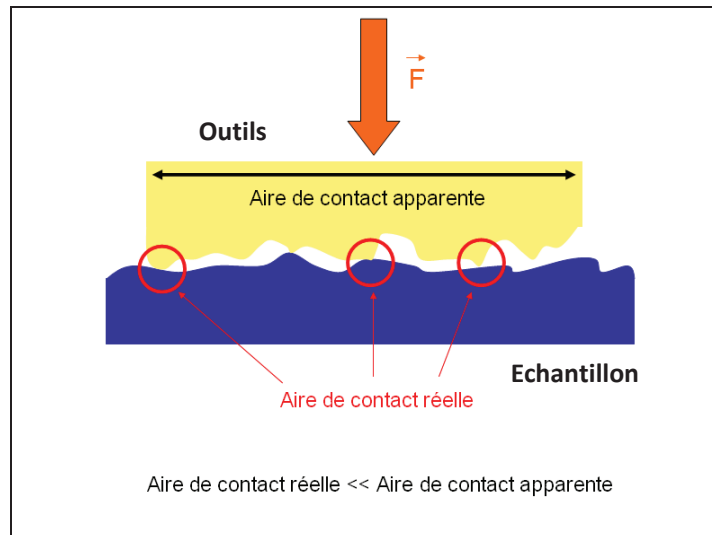 F
Outils
Aire de contact apparente
Echantillon
Aire de contact réelle
Aire de contact réelle << Aire de contact apparente